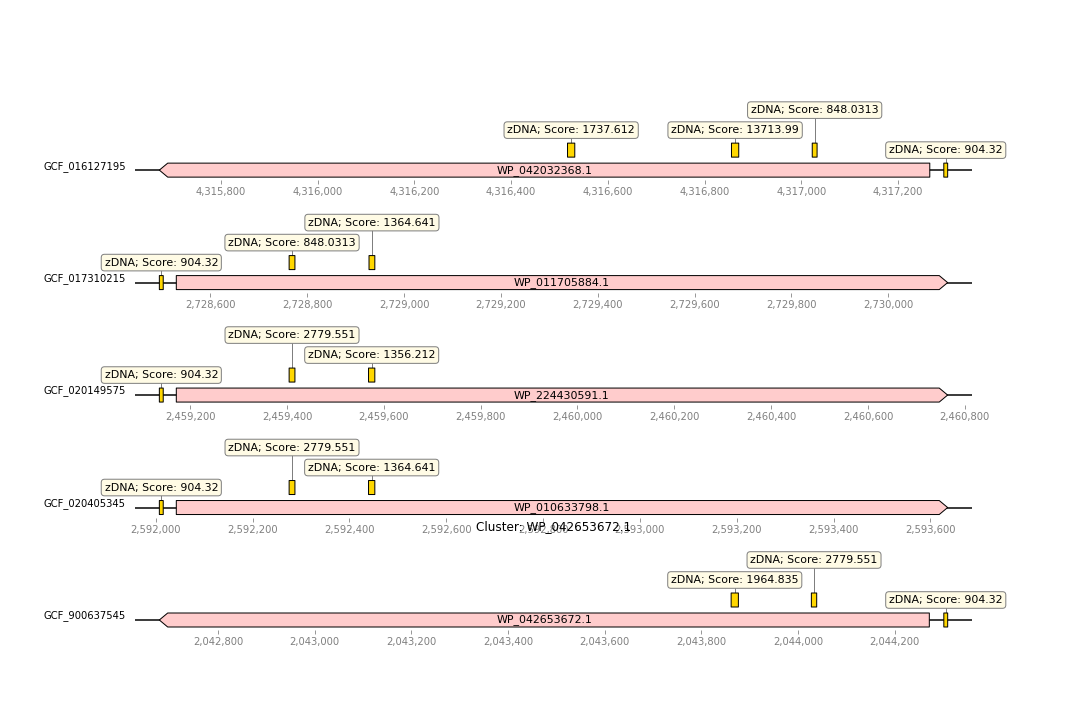 zDNA; Score: 848.0313
zDNA; Score: 1737.612 zDNA; Score: 13713.99
zDNA; Score: 904.32
GCF_016127195 WP_042032368.1
4,315,800 4,316,000 4,316,200 4,316,400 4,316,600 4,316,800 4,317,000 4,317,200
zDNA; Score: 1364.641
zDNA; Score: 848.0313
zDNA; Score: 904.32
GCF_017310215 WP_011705884.1
2,728,600 2,728,800 2,729,000 2,729,200 2,729,400 2,729,600 2,729,800 2,730,000
zDNA; Score: 2779.551
zDNA; Score: 1356.212
zDNA; Score: 904.32
GCF_020149575 WP_224430591.1
2,459,200 2,459,400 2,459,600 2,459,800 2,460,000 2,460,200 2,460,400 2,460,600 2,460,800
zDNA; Score: 2779.551
zDNA; Score: 1364.641
zDNA; Score: 904.32
GCF_020405345 WP_010633798.1
Cluster: WP_042653672.1
2,592,000 2,592,200 2,592,400 2,592,600 2,592,800 2,593,000 2,593,200 2,593,400 2,593,600
zDNA; Score: 2779.551
zDNA; Score: 1964.835
zDNA; Score: 904.32
GCF_900637545 WP_042653672.1
2,042,800 2,043,000 2,043,200 2,043,400 2,043,600 2,043,800 2,044,000 2,044,200